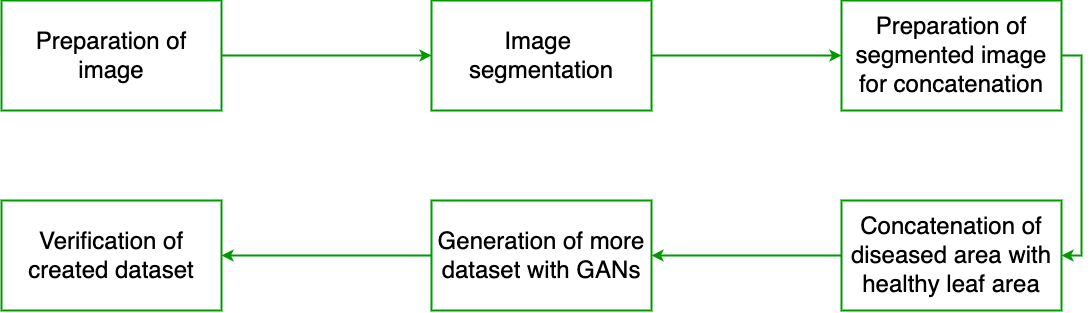 Preparation of
image
Image
segmentation
Preparation of
segmented image
for concatenation
Concatenation of
diseased area with
healthy leaf area
Generation of more
dataset with GANs
Verification of
created dataset